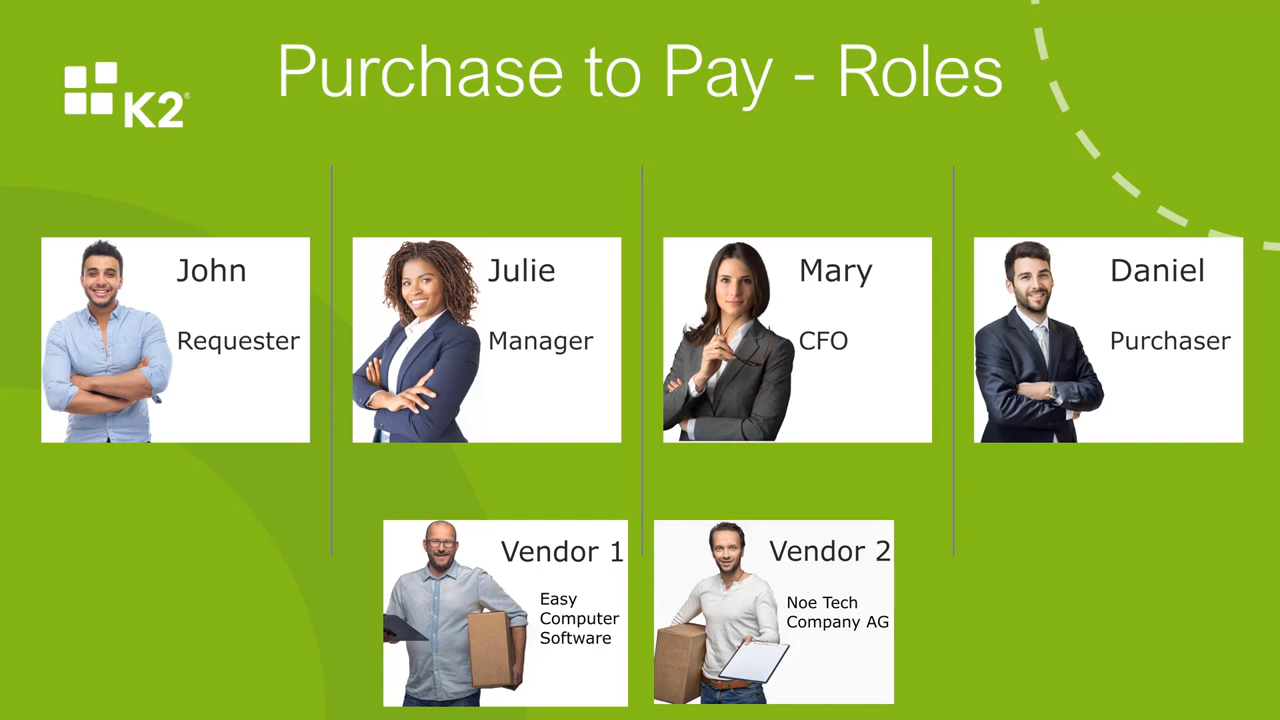 Purchase to Pay - Roles
K2®
John
Requester
Julie
Manager
Mary
CFO
Daniel
Purchaser
Vendor 1
Easy
Computer
Software
Vendor 2
Noe Tech
Company AG